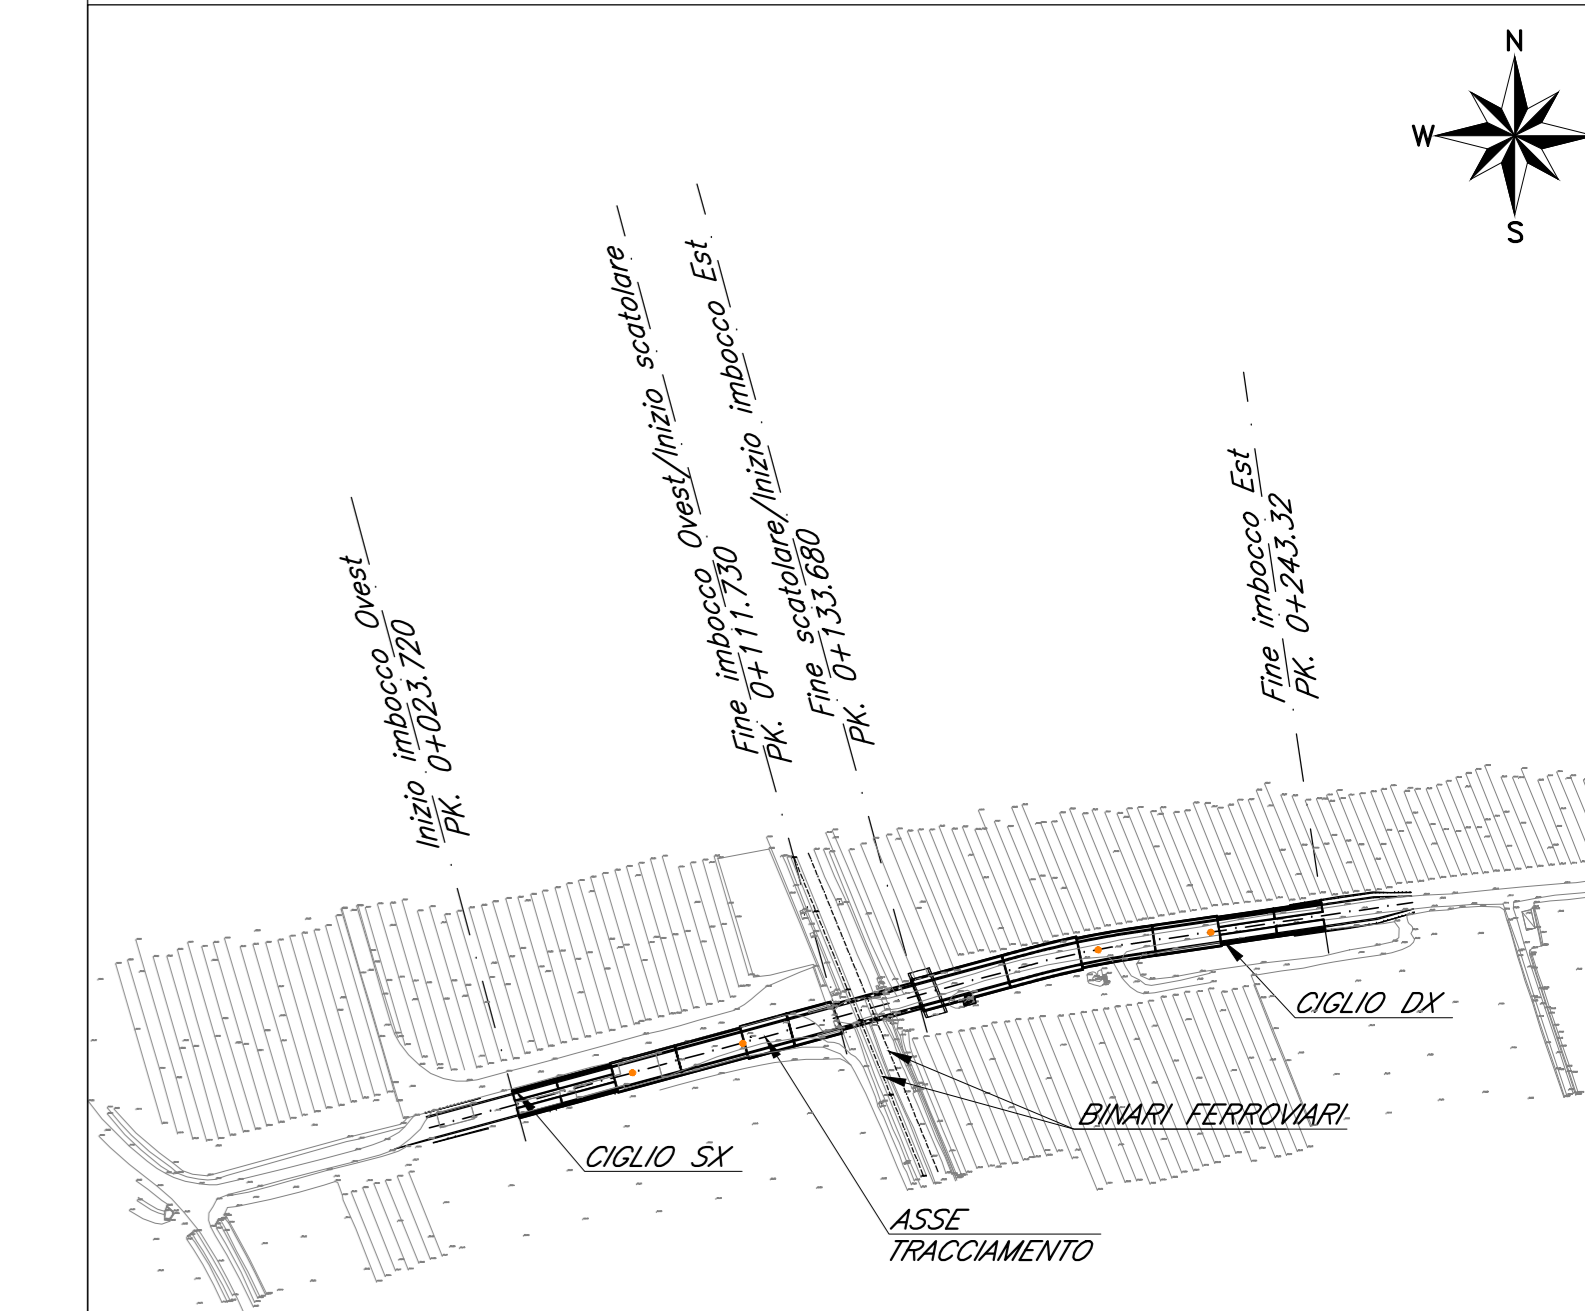 N
W
S
Inizio imbocco Ovest
PK. 0+023.720
Fine imbocco Ovest/Inizio scatolare
PK. 0+111.730
Fine scatolare/Inizio imbocco Est
PK. 0+133.680
Fine imbocco Est
PK. 0+243.32
CIGLIO DX
BINARI FERROVIARI
CIGLIO SX
ASSE
TRACCIAMENTO